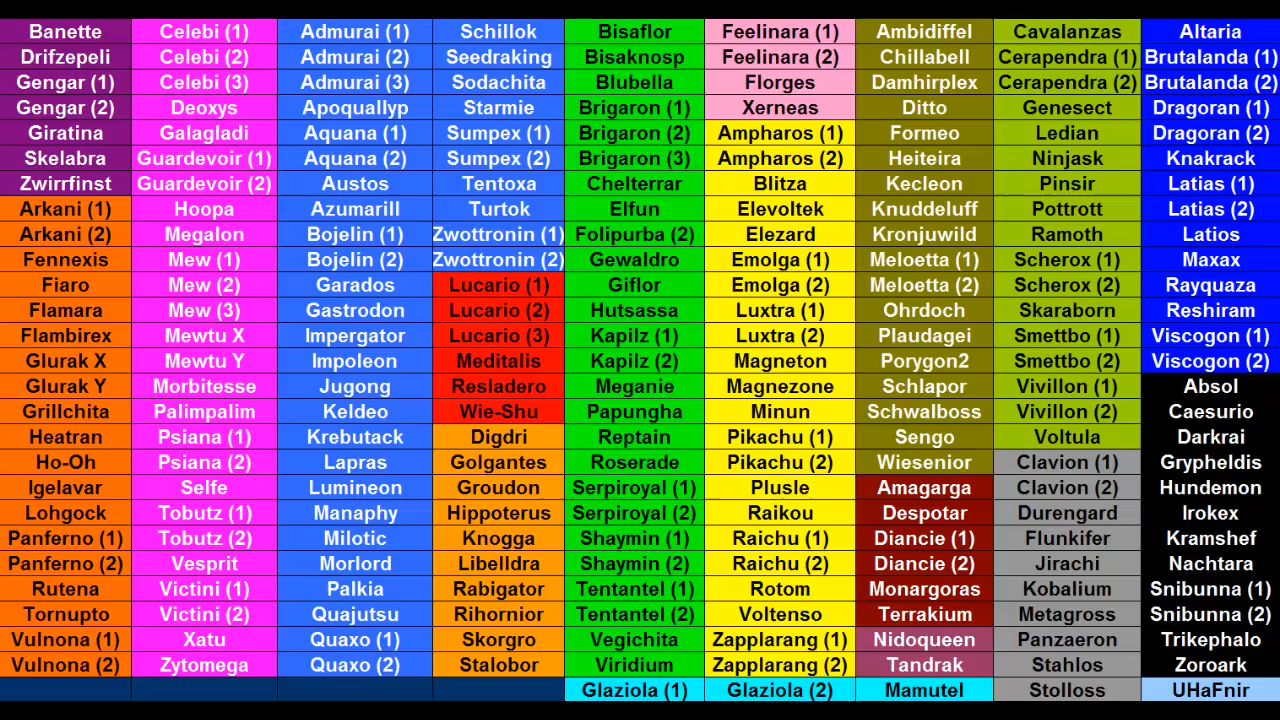 Banette Celebi (1) Admurai (1) Schillok Bisaflor Feelinara (1) Ambidiffel Cavalanzas Altaria
Drifzepeli Celebi (2) Admurai (2) Seedraking Bisaknosp Feelinara (2) Chillabell Cerapendra (1) Brutalanda (1)
Gengar (1) Celebi (3) Admurai (3) Sodachita Blubella Florges Damhirplex Cerapendra (2) Brutalanda (2)
Gengar (2) Deoxys Apoquallyp Starmie Brigaron (1) Xerneas Ditto Genesect Dragoran (1)
Giratina Galagladi Aquana (1) Sumpex (1) Brigaron (2) Ampharos (1) Formeo Ledian Dragoran (2)
Skelabra Guardevoir (1) Aquana (2) Sumpex (2) Brigaron (3) Ampharos (2) Heiteira Ninjask Knakrack
Zwirrfinst Guardevoir (2) Austos Tentoxa Chelterrar Blitza Kecleon Pinsir Latias (1)
Arkani (1) Hoopa Azumarill Turtok Elfun Elevoltek Knuddeluff Pottrott Latias (2)
Arkani (2) Megalon Bojelin (1) Zwottronin (1) Folipurba (2) Elezard Kronjuwild Ramoth Latios
Fennexis Mew (1) Bojelin (2) Zwottronin (2) Gewaldro Emolga (1) Meloetta (1) Scherox (1) Maxax
Fiaro Mew (2) Garados Lucario (1) Giflor Emolga (2) Meloetta (2) Scherox (2) Rayquaza
Flamara Mew (3) Gastrodon Lucario (2) Hutsassa Luxtra (1) Ohrdoch Skaraborn Reshiram
Flambirex Mewtu X Impergator Lucario (3) Kapilz (1) Luxtra (2) Plaudagei Smettbo (1) Viscogon (1)
Glurak X Mewtu Y Impoleon Meditalis Kapilz (2) Magneton Porygon2 Smettbo (2) Viscogon (2)
Glurak Y Morbitesse Jugong Resladero Meganie Magnezone Schlapor Vivillon (1) Absol
Grillchita Palimpalim Keldeo Wie-Shu Papungha Minun Schwalboss Vivillon (2) Caesurio
Heatran Psiana (1) Krebutack Digdri Reptain Pikachu (1) Sengo Voltula Darkrai
Ho-Oh Psiana (2) Lapras Golgantes Roserade Pikachu (2) Wiesenior Clavion (1) Grypheldis
Igelavar Selfe Lumineon Groudon Serpiroyal (1) Plusle Amagarga Clavion (2) Hundemon
Lohgock Tobutz (1) Manaphy Hippoterus Serpiroyal (2) Raikou Despotar Durengard Irokex
Panferno (1) Tobutz (2) Milotic Knogga Shaymin (1) Raichu (1) Diancie (1) Flunkifer Kramshef
Panferno (2) Vesprit Morlord Libelldra Shaymin (2) Raichu (2) Diancie (2) Jirachi Nachtara
Rutena Victini (1) Palkia Rabigator Tentantel (1) Rotom Monargoras Kobalium Snibunna (1)
Tornupto Victini (2) Quajutsu Rihornior Tentantel (2) Voltenso Terrakium Metagross Snibunna (2)
Vulnona (1) Xatu Quaxo (1) Skorgro Vegichita Zapplarang (1) Nidoqueen Panzaeron Trikephalo
Vulnona (2) Zytomega Quaxo (2) Stalobor Viridium Zapplarang (2) Tandrak Stahlos Zoroark
Glaziola (1) Glaziola (2) Mamutel Stolloss UHaFnir